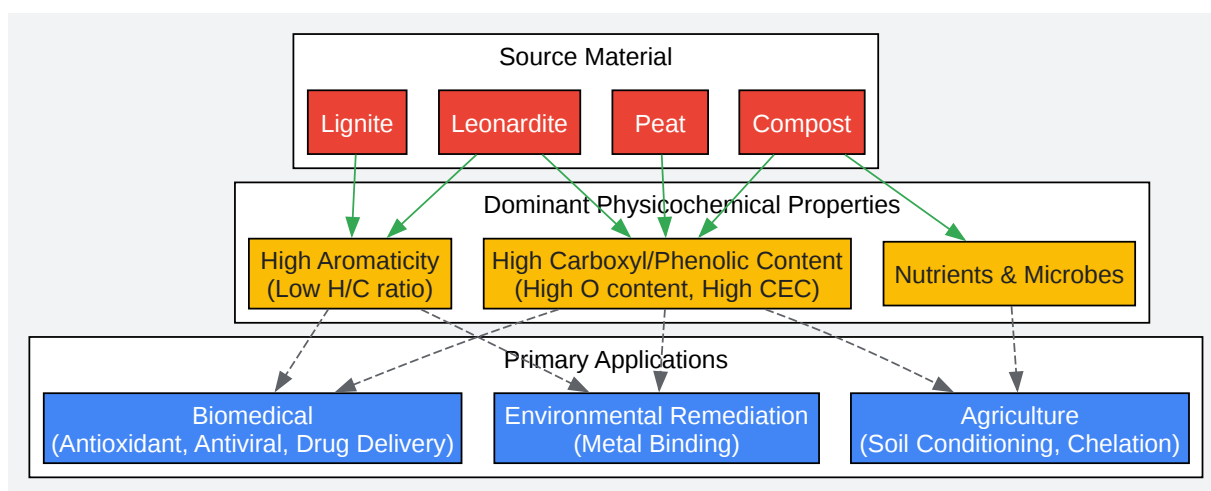 Source Material
Lignite
Leonardite
Peat
Compost
Dominant Physicochemical Properties
High Aromaticity
(Low H/C ratio)
High Carboxyl/Phenolic Content
(High O content, High CEC)
Nutrients & Microbes
Primary Applications
Biomedical
(Antioxidant, Antiviral, Drug Delivery)
Environmental Remediation
(Metal Binding)
Agriculture
(Soil Conditioning, Chelation)